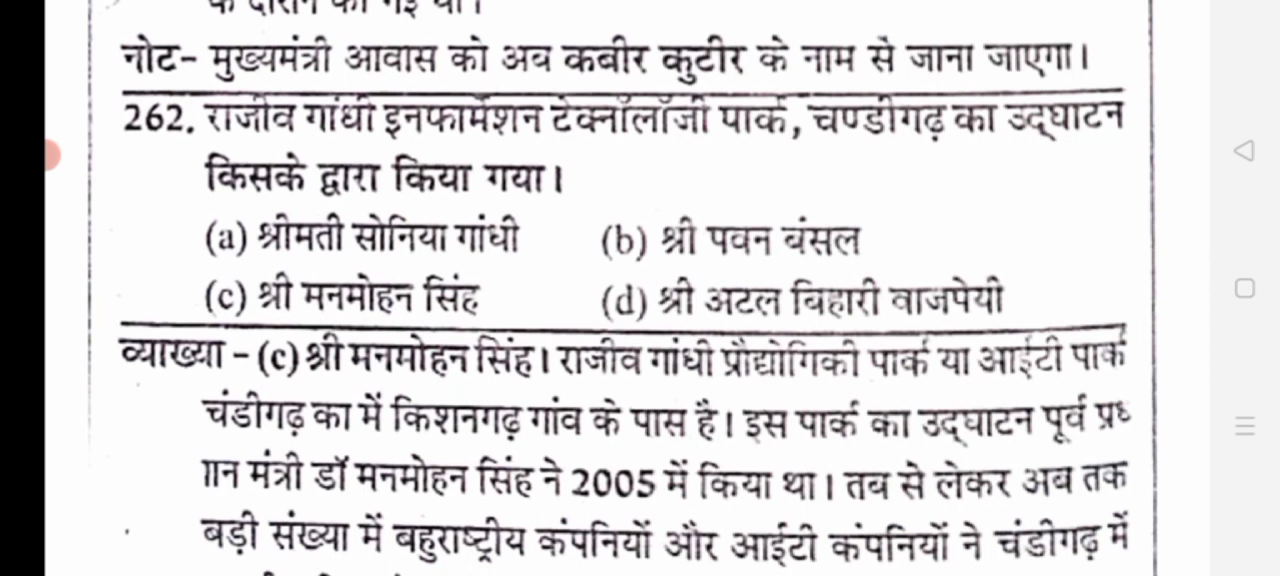 के दौरान की गई थी।
नोट- मुख्यमंत्री आवास को अब कबीर कुटीर के नाम से जाना जाएगा।
262. राजीव गांधी इनफार्मेशन टेक्नॉलॉजी पार्क, चण्डीगढ़ का उद्घाटन
किसके द्वारा किया गया।
(a) श्रीमती सोनिया गांधी (b) श्री पवन बंसल
(c) श्री मनमोहन सिंह (d) श्री अटल बिहारी वाजपेयी
व्याख्या - (c) श्री मनमोहन सिंह। राजीव गांधी प्रौद्योगिकी पार्क या आईटी पार्क
चंडीगढ़ का में किशनगढ़ गांव के पास है। इस पार्क का उद्घाटन पूर्व प्रध
ान मंत्री डॉ मनमोहन सिंह ने 2005 में किया था। तब से लेकर अब तक
बड़ी संख्या में बहुराष्ट्रीय कंपनियों और आईटी कंपनियों ने चंडीगढ़ में